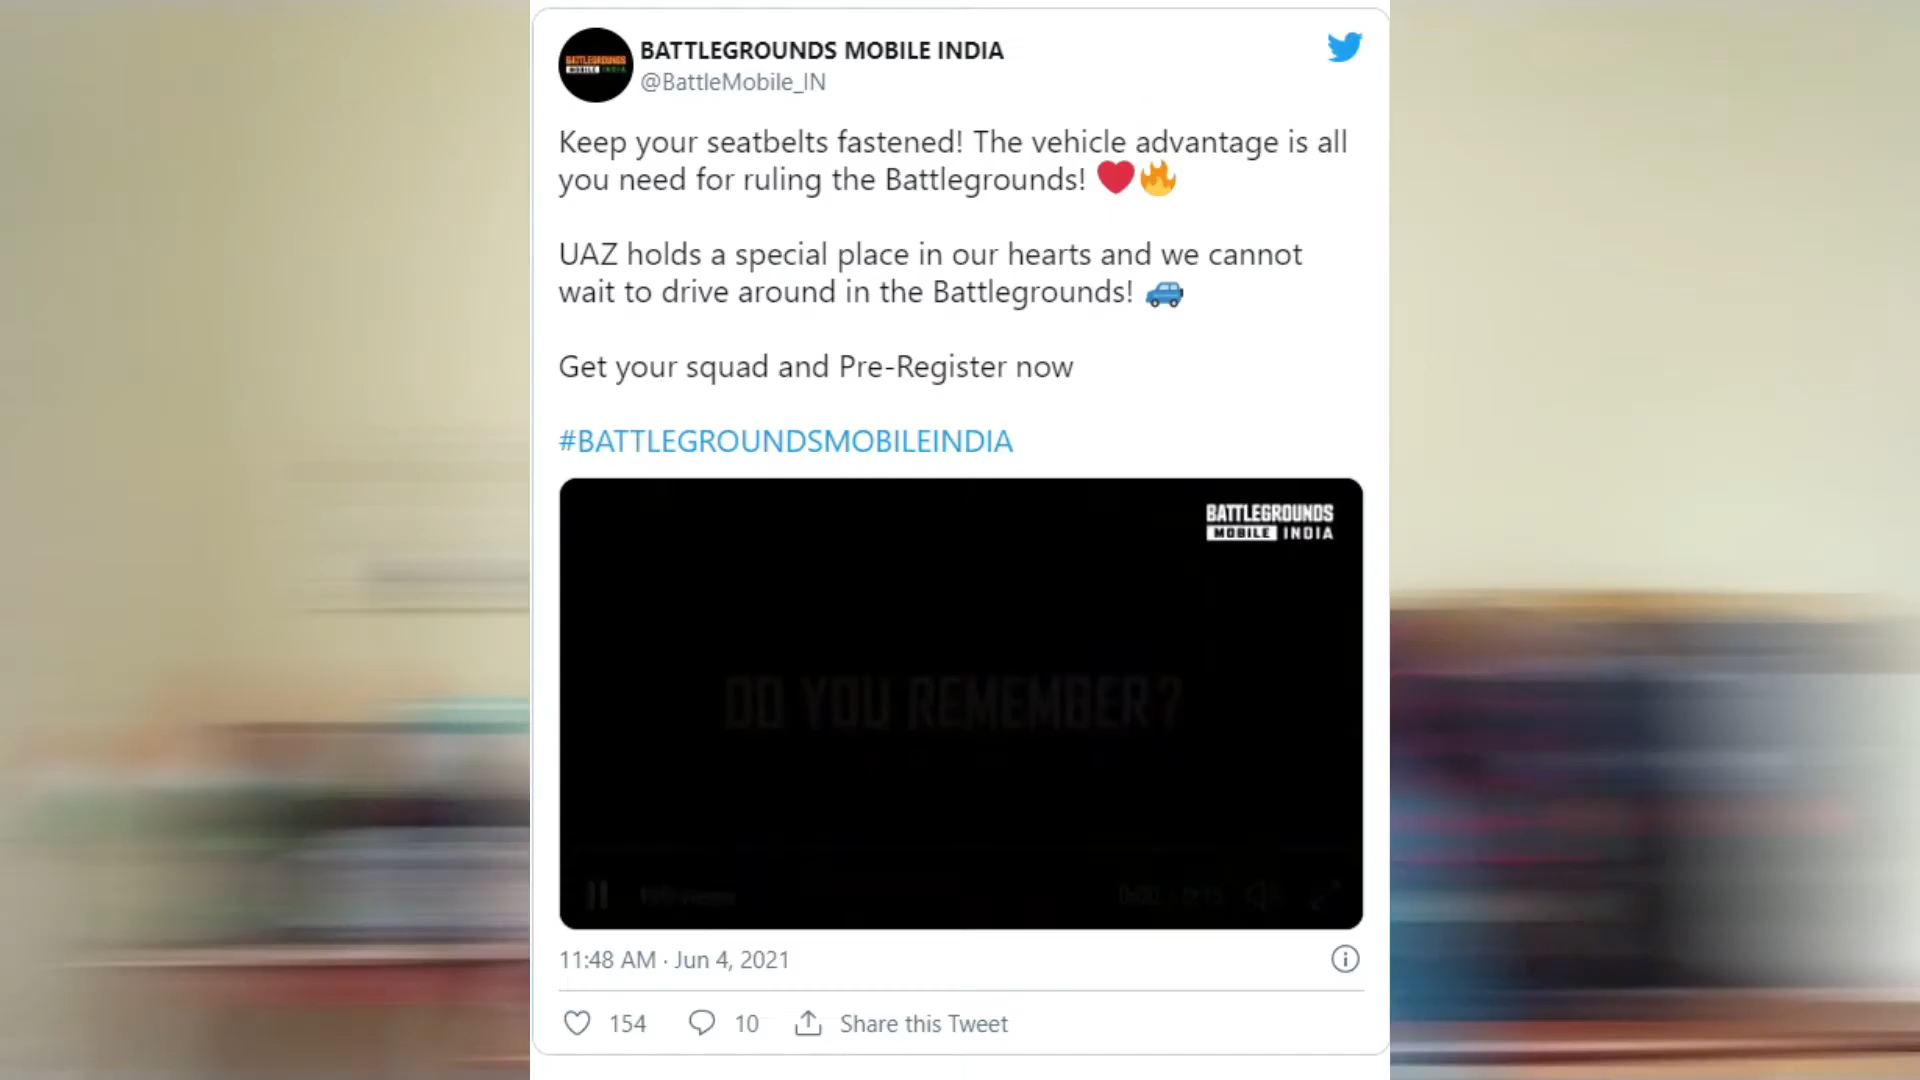 BATTLEGROUNDS MOBILE INDIA
@BattleMobile_IN
Keep your seatbelts fastened! The vehicle advantage is all
you need for ruling the Battlegrounds! ❤️🔥
UAZ holds a special place in our hearts and we cannot
wait to drive around in the Battlegrounds! 🚙
Get your squad and Pre-Register now
#BATTLEGROUNDSMOBILEINDIA
BATTLEGROUNDS
MOBILE INDIA
DO YOU REMEMBER?
11:48 AM · Jun 4, 2021
154 10 Share this Tweet